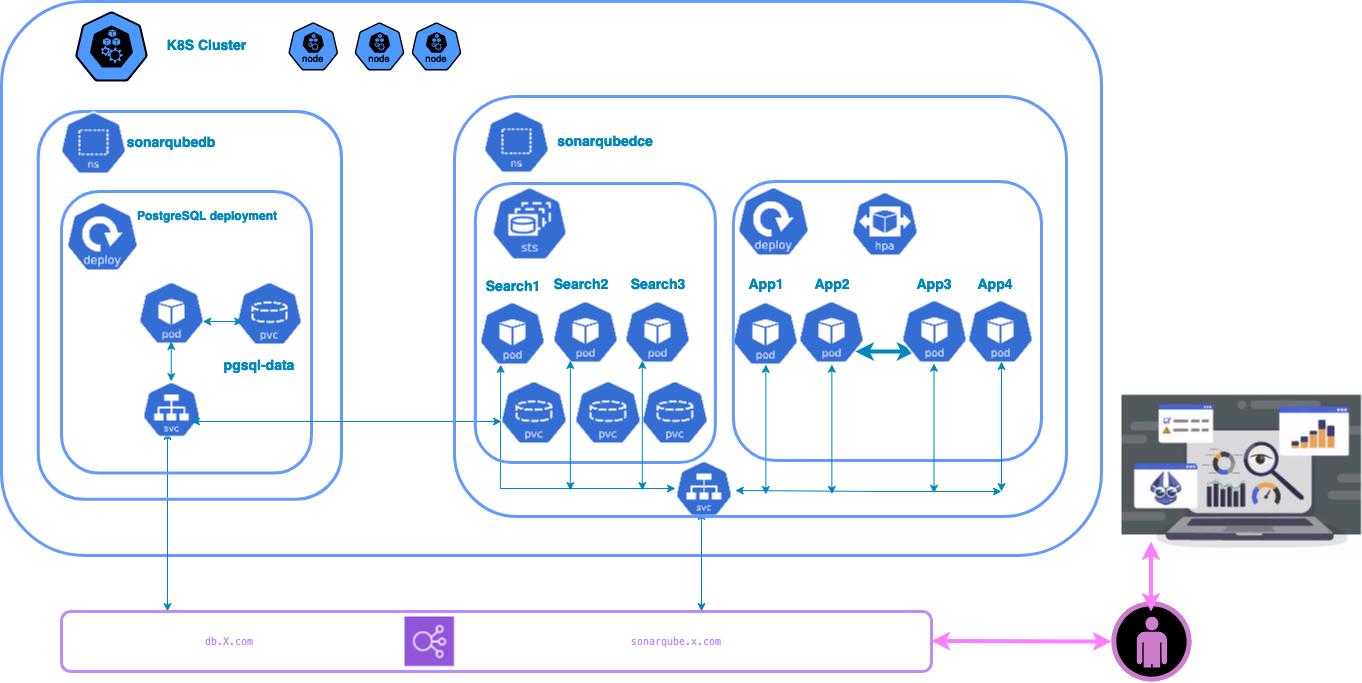 K8S Cluster
node
node
node
ns
sonarqubedb
ns
sonarqubedce
PostgreSQL deployment
deploy
sts
deploy
hpa
Search1
Search2
Search3
App1
App2
App3
App4
pod
pvc
pod
pod
pod
pod
pod
pod
pod
pgsql-data
svc
pvc
pvc
pvc
svc
db.X.com
sonarqube.x.com